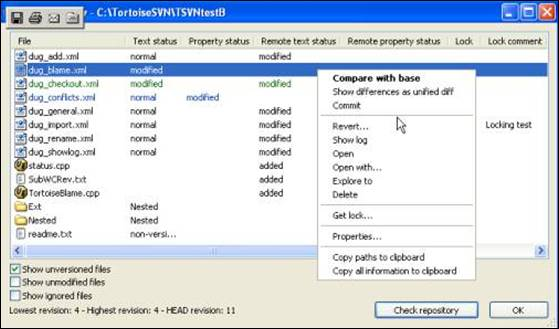 y - C:\TortoiseSVN\TSVNtestB
File Text status Property status Remote text status Remote property status Lock Lock comment
dug_add.xml normal modified
dug_blame.xml modified
dug_checkout.xml modified modified
dug_conflicts.xml normal modified
dug_general.xml normal modified
dug_import.xml normal modified Locking test
dug_rename.xml normal modified
dug_showlog.xml normal modified
status.cpp added
SubWCRev.txt added
TortoiseBlame.cpp added
Ext Nested
Nested Nested
readme.txt non-versi...
Compare with base
Show differences as unified diff
Commit
Revert...
Show log
Open
Open with...
Explore to
Delete
Get lock...
Properties...
Copy paths to clipboard
Copy all information to clipboard
Show unversioned files
Show unmodified files
Show ignored files
Lowest revision: 4 - Highest revision: 4 - HEAD revision: 11
Check repository OK